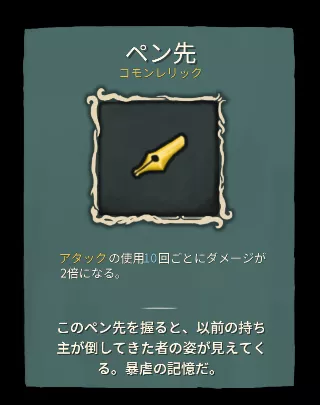 ペン先
コモンレリック
アタックの使用10回ごとにダメージが
2倍になる。
このペン先を握ると、以前の持ち
主が倒してきた者の姿が見えてく
る。暴虐の記憶だ。